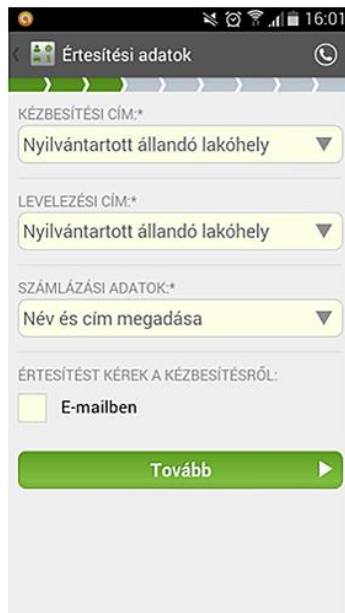 16:01
Értesítési adatok
KÉZBESÍTÉSI CÍM:*
Nyilvántartott állandó lakóhely
LEVELEZÉSI CÍM:*
Nyilvántartott állandó lakóhely
SZÁMLÁZÁSI ADATOK:*
Név és cím megadása
ÉRTESÍTÉST KÉREK A KÉZBESÍTÉSRŐL:
E-mailben
Tovább